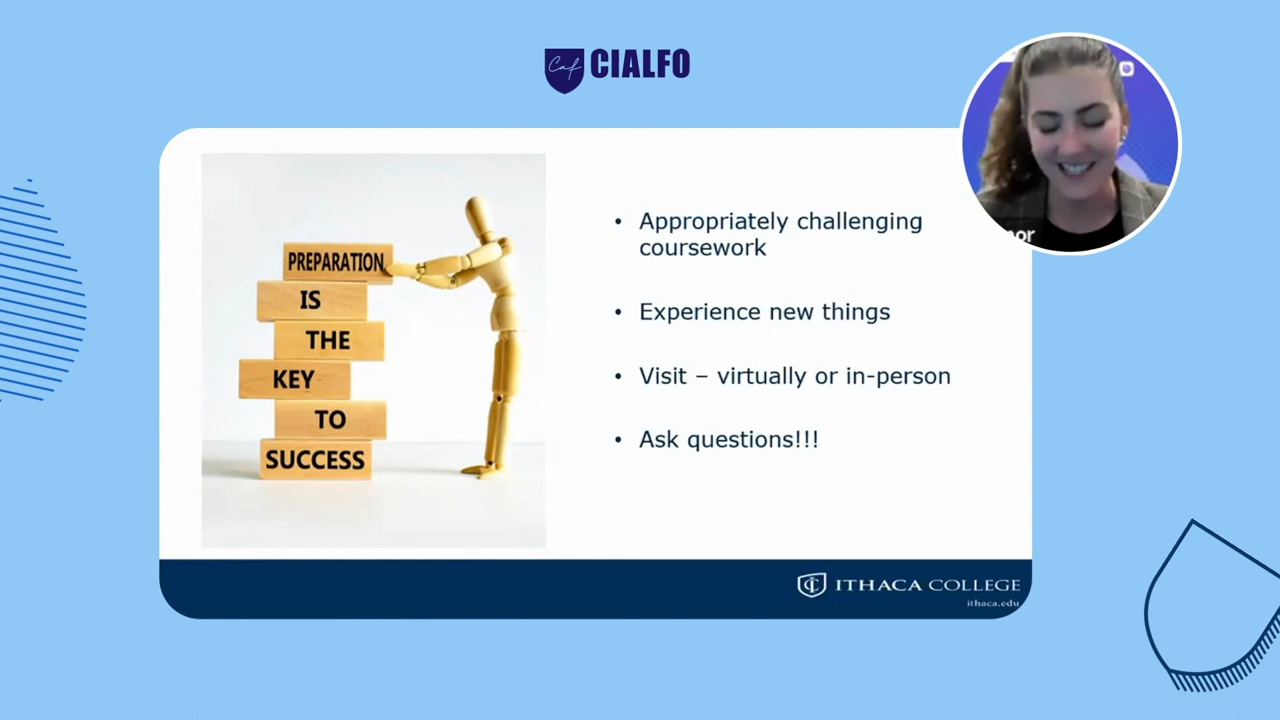 CIALFO
PREPARATION
IS
THE
KEY
TO
SUCCESS
• Appropriately challenging
coursework
• Experience new things
• Visit – virtually or in-person
• Ask questions!!!
ITHACA COLLEGE
ithaca.edu